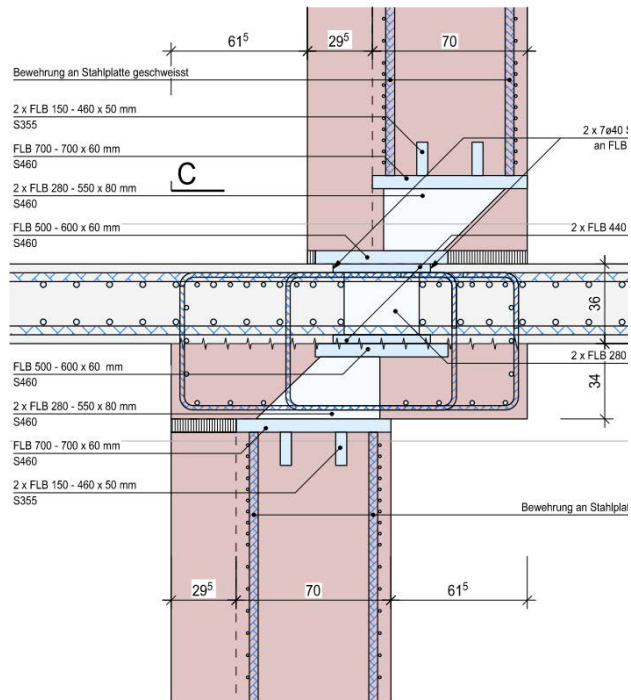 61⁵
29⁵
70
Bewehrung an Stahlplatte geschweisst
2 x FLB 150 - 460 x 50 mm
S355
2 x 7ø40 S
an FLB
FLB 700 - 700 x 60 mm
S460
C
2 x FLB 280 - 550 x 80 mm
S460
FLB 500 - 600 x 60 mm
S460
2 x FLB 440
36
FLB 500 - 600 x 60 mm
S460
2 x FLB 280
34
2 x FLB 280 - 550 x 80 mm
S460
FLB 700 - 700 x 60 mm
S460
2 x FLB 150 - 460 x 50 mm
S355
Bewehrung an Stahlplat
29⁵
70
61⁵